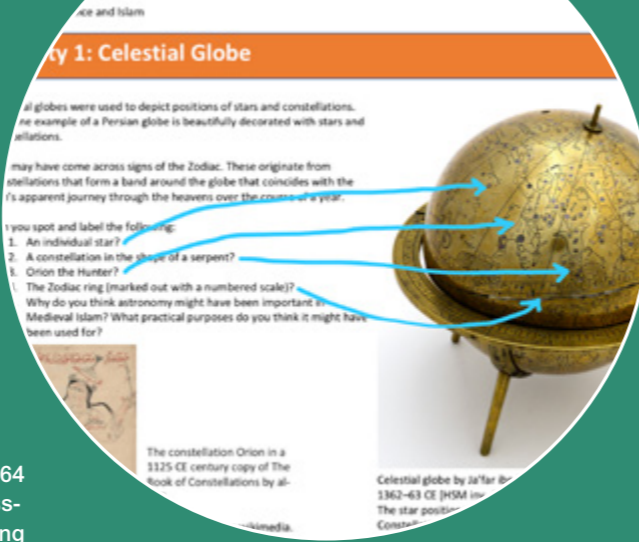 ce and Islam
ty 1: Celestial Globe
al globes were used to depict positions of stars and constellations.
ne example of a Persian globe is beautifully decorated with stars and
ellations.
may have come across signs of the Zodiac. These originate from
stellations that form a band around the globe that coincides with the
's apparent journey through the heavens over the course of a year.
you spot and label the following:
1. An individual star?
2. A constellation in the shape of a serpent?
3. Orion the Hunter?
The Zodiac ring (marked out with a numbered scale)?
Why do you think astronomy might have been important in
Medieval Islam? What practical purposes do you think it might have
been used for?
The constellation Orion in a
1125 CE century copy of The
Book of Constellations by al-
ikimedia.
Celestial globe by Ja'far ib
1362–63 CE [HSM inv
The star position
Constel
64
s-
ng